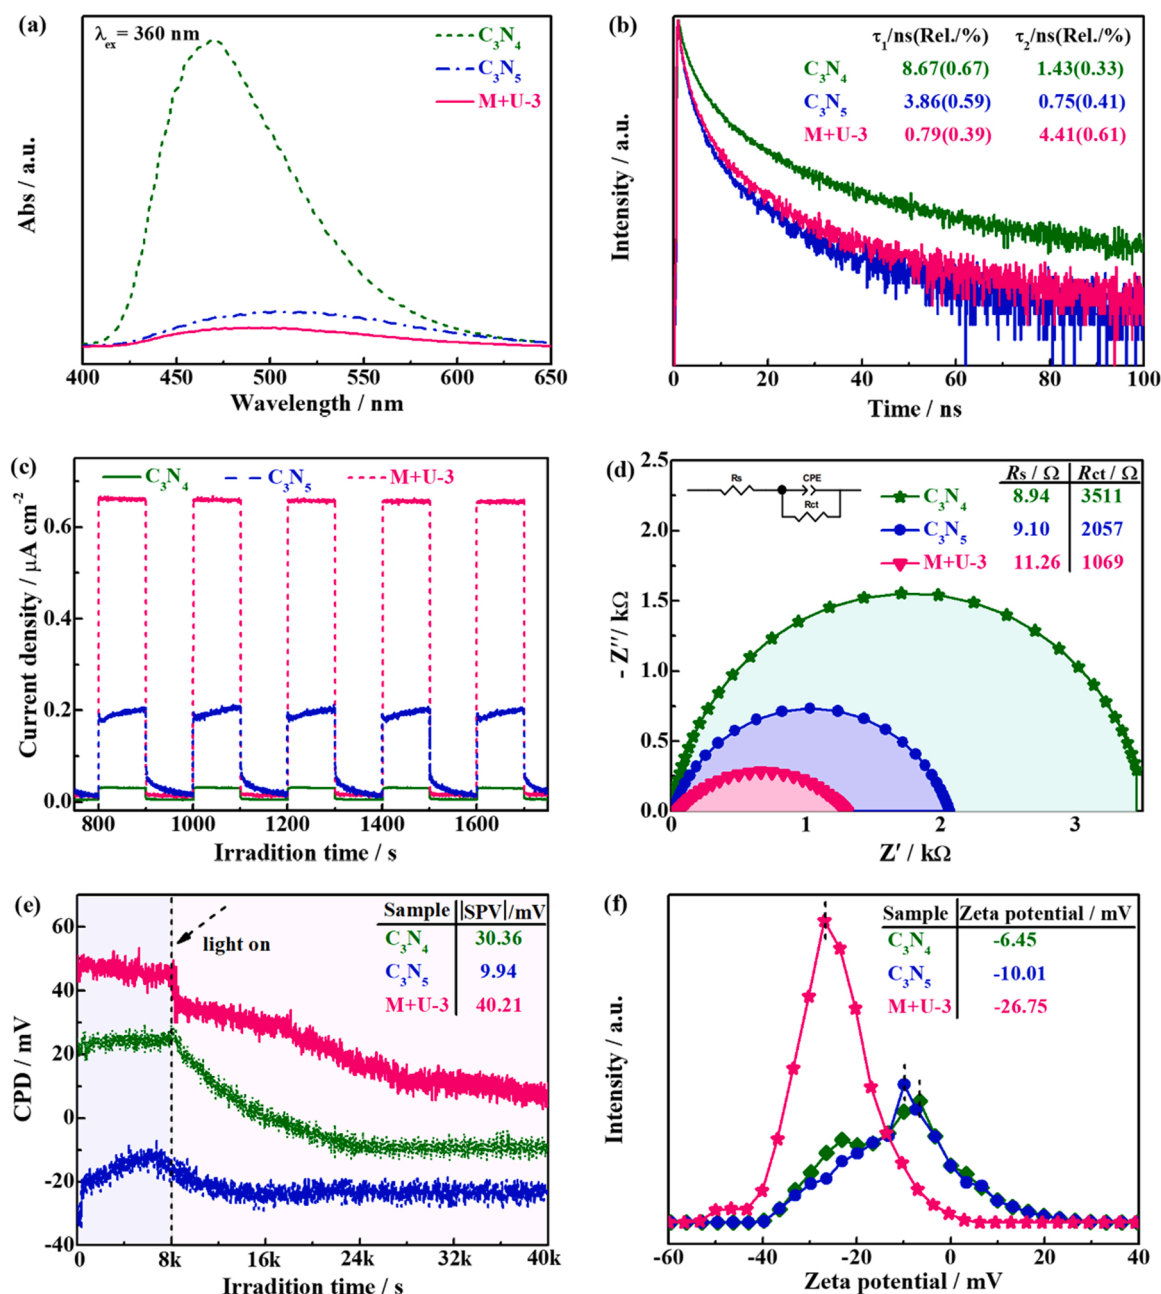 (a)
λex = 360 nm
C3N4
C3N5
M+U-3
Abs / a.u.
400 450 500 550 600 650
Wavelength / nm
(b)
τ1/ns(Rel./%) τ2/ns(Rel./%)
C3N4 8.67(0.67) 1.43(0.33)
C3N5 3.86(0.59) 0.75(0.41)
M+U-3 0.79(0.39) 4.41(0.61)
Intensity / a.u.
0 20 40 60 80 100
Time / ns
(c)
C3N4 C3N5 M+U-3
Current density / μA cm-2
0.6
0.4
0.2
0.0
800 1000 1200 1400 1600
Irradition time / s
(d)
Rs CPE
Rct
Rs / Ω Rct / Ω
C3N4 8.94 3511
C3N5 9.10 2057
M+U-3 11.26 1069
- Z′′/ kΩ
2.5
2.0
1.5
1.0
0.5
0.0
0 1 2 3
Z′ / kΩ
(e)
light on
Sample |SPV|/mV
C3N4 30.36
C3N5 9.94
M+U-3 40.21
CPD / mV
60
40
20
0
-20
-40
0 8k 16k 24k 32k 40k
Irradition time / s
(f)
Sample Zeta potential / mV
C3N4 -6.45
C3N5 -10.01
M+U-3 -26.75
Intensity / a.u.
-60 -40 -20 0 20 40
Zeta potential / mV